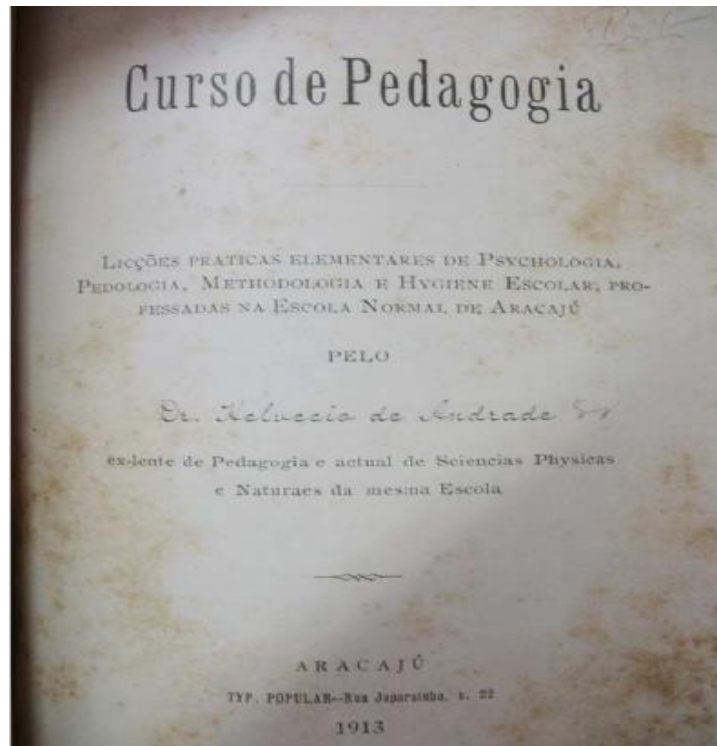 Curso de Pedagogia
LICÇÕES PRATICAS ELEMENTARES DE PSYCHOLOGIA,
PEDOLOGIA, METHODOLOGIA E HYGIENE ESCOLAR, PRO-
FESSADAS NA ESCOLA NORMAL DE ARACAJÚ
PELO
Dr. Helvecio de Andrade
ex-lente de Pedagogia e actual de Sciencias Physicas
e Naturaes da mesma Escola
ARACAJÚ
TYP. POPULAR--Rua Japaratuba, n. 22
1913